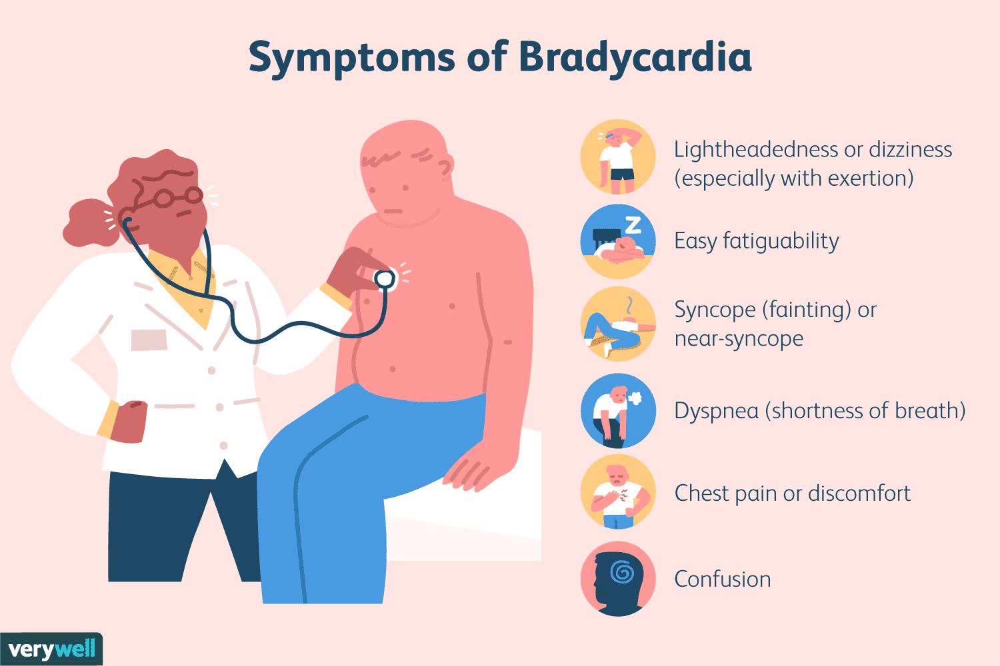 Symptoms of Bradycardia
Lightheadedness or dizziness
(especially with exertion)
Z
Easy fatiguability
Syncope (fainting) or
near-syncope
Dyspnea (shortness of breath)
Chest pain or discomfort
Confusion
verywell